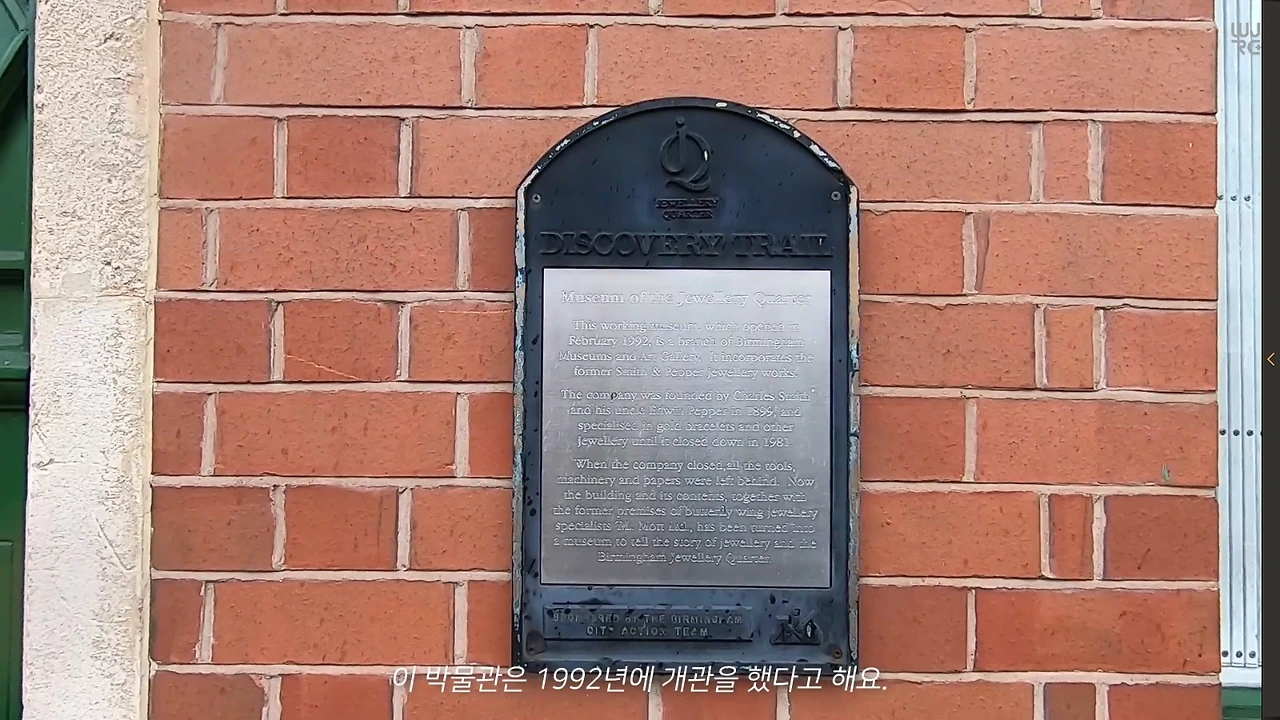 JEWELLERY
QUARTER
DISCOVERY TRAIL
Museum of the Jewellery Quarter
This working museum, which opened in
February 1992, is a branch of Birmingham
Museums and Art Gallery. It incorporates the
former Smith & Pepper jewellery works.
The company was founded by Charles Smith
and his uncle Edwin Pepper in 1899, and
specialised in gold bracelets and other
jewellery until it closed down in 1981.
When the company closed, all the tools,
machinery and papers were left behind. Now
the building and its contents, together with
the former premises of butterfly wing jewellery
specialists T.M. Mott Ltd., has been turned into
a museum to tell the story of jewellery and the
Birmingham Jewellery Quarter.
SPONSORED BY THE BIRMINGHAM
CITY ACTION TEAM
이 박물관은 1992년에 개관을 했다고 해요.